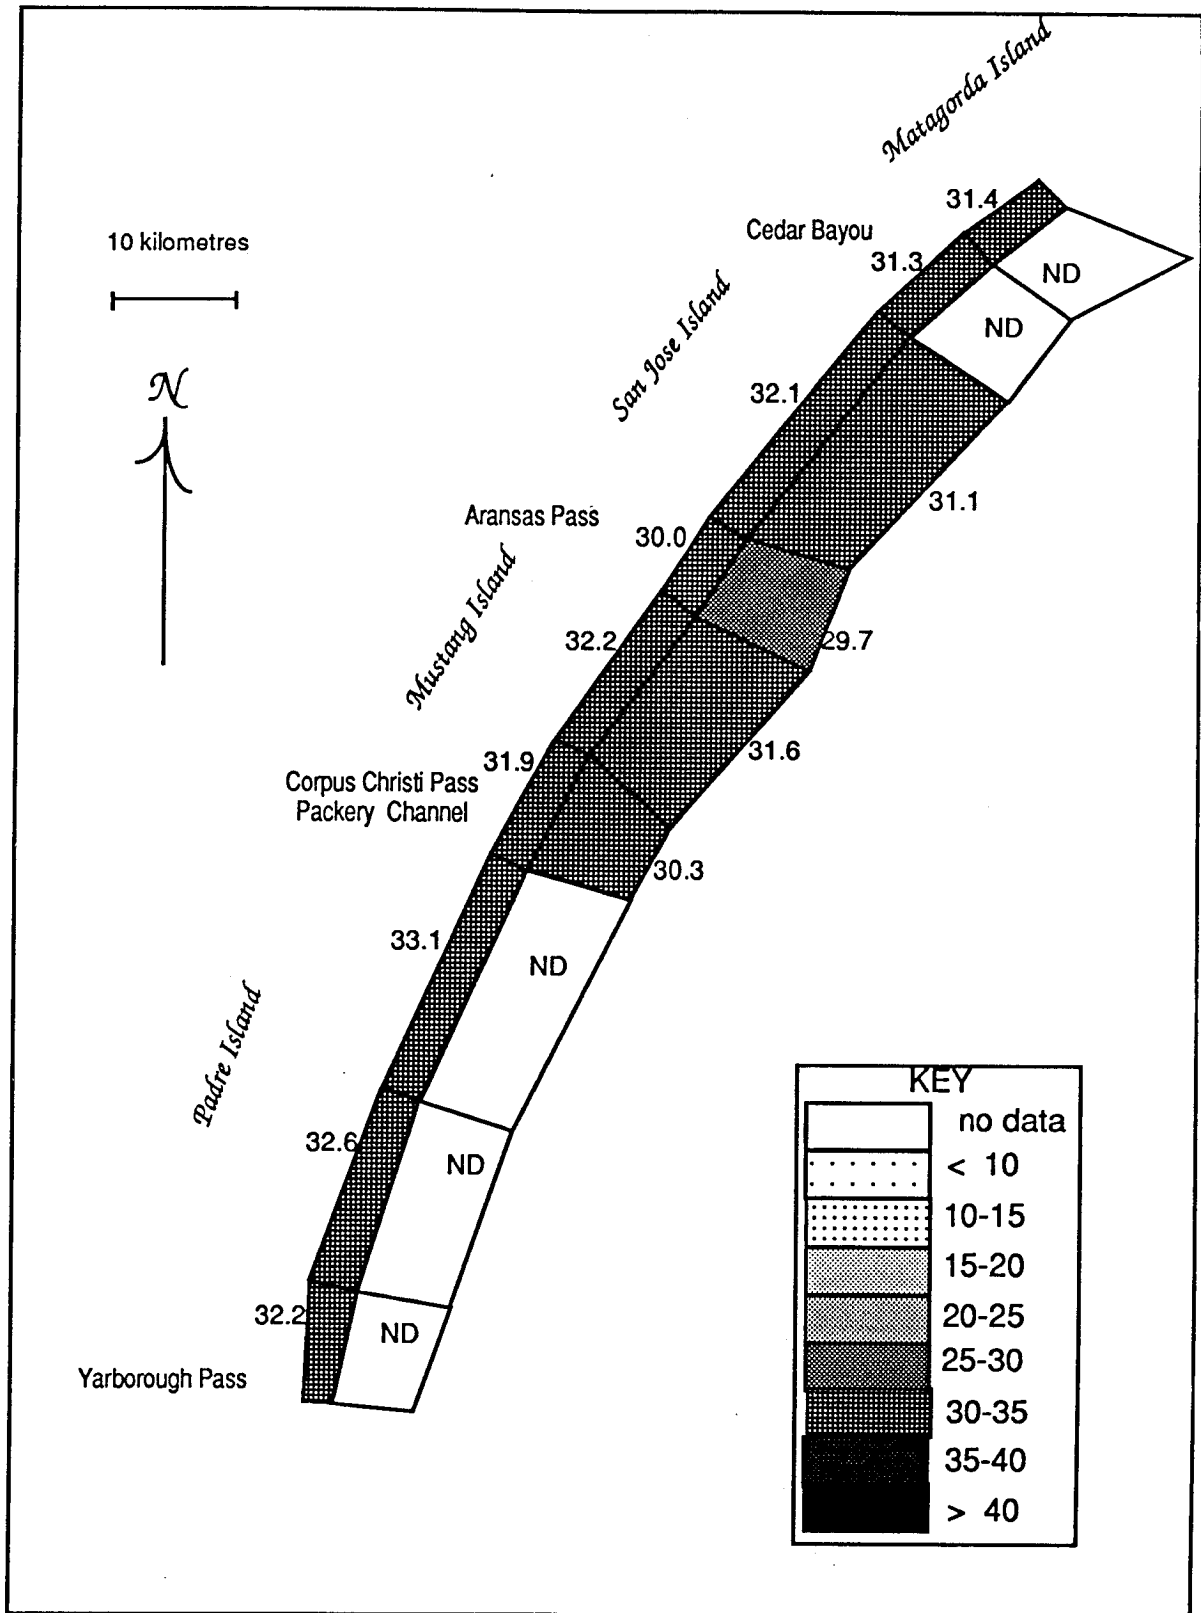 Matagorda Island
31.4
Cedar Bayou
10 kilometres
31.3
ND
ND
San Jose Island
N
32.1
31.1
Aransas Pass
30.0
Mustang Island
32.2
29.7
31.6
31.9
Corpus Christi Pass
Packery Channel
30.3
33.1
ND
Padre Island
KEY
no data
< 10
10-15
15-20
20-25
25-30
30-35
35-40
> 40
32.6
ND
32.2
ND
Yarborough Pass